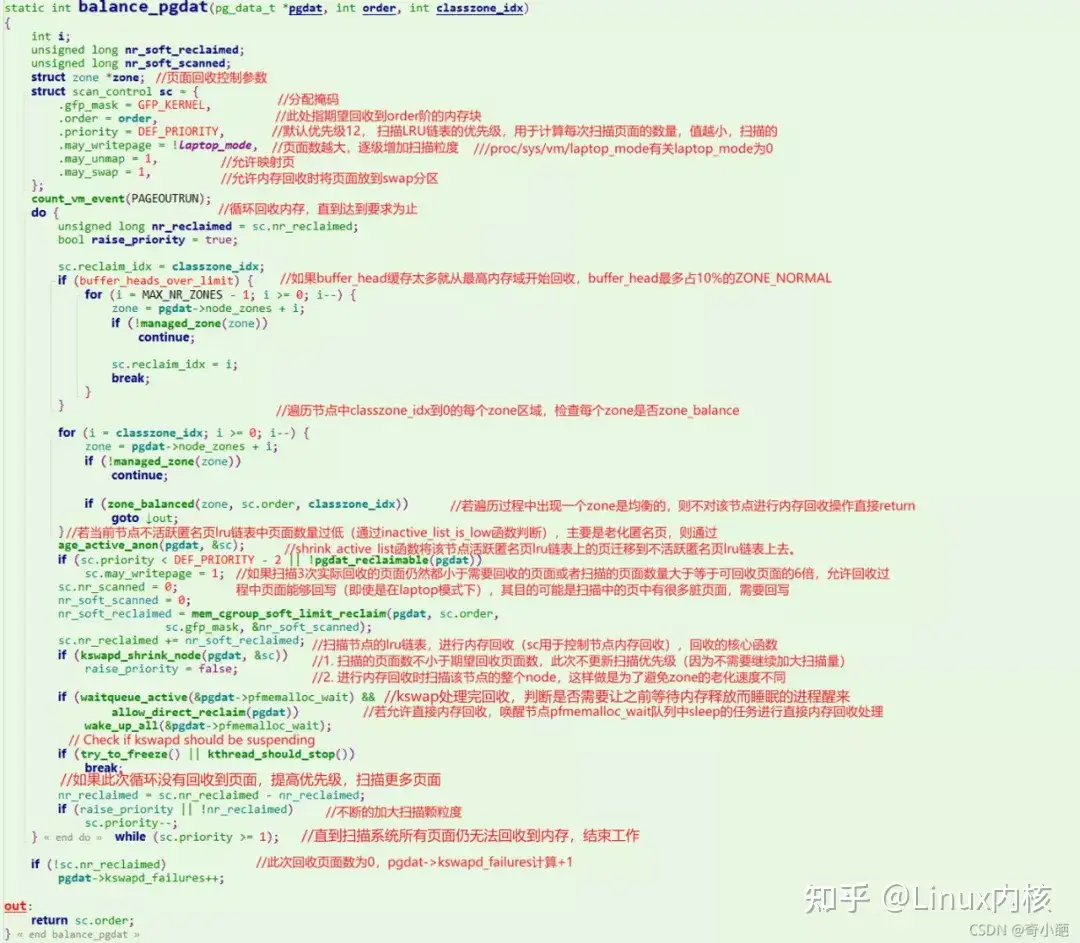 static int balance_pgdat(pg_data_t *pgdat, int order, int classzone_idx)
{
int i;
unsigned long nr_soft_reclaimed;
unsigned long nr_soft_scanned;
struct zone *zone; //页面回收控制参数
struct scan_control sc = {
.gfp_mask = GFP_KERNEL, //分配掩码
.order = order, //此处指期望回收到order阶的内存块
.priority = DEF_PRIORITY, //默认优先级12, 扫描LRU链表的优先级,用于计算每次扫描页面的数量,值越小,扫描的
.may_writepage = !laptop_mode, //页面数越大,逐级增加扫描粒度 ///proc/sys/vm/laptop_mode有关laptop_mode为0
.may_unmap = 1, //允许映射页
.may_swap = 1, //允许内存回收时将页面放到swap分区
};
count_vm_event(PAGEOUTRUN);
do { //循环回收内存,直到达到要求为止
unsigned long nr_reclaimed = sc.nr_reclaimed;
bool raise_priority = true;
sc.reclaim_idx = classzone_idx;
if (buffer_heads_over_limit) { //如果buffer_head缓存太多就从最高内存域开始回收,buffer_head最多占10%的ZONE_NORMAL
for (i = MAX_NR_ZONES - 1; i >= 0; i--) {
zone = pgdat->node_zones + i;
if (!managed_zone(zone))
continue;
sc.reclaim_idx = i;
break;
}
}
//遍历节点中classzone_idx到0的每个zone区域,检查每个zone是否zone_balance
for (i = classzone_idx; i >= 0; i--) {
zone = pgdat->node_zones + i;
if (!managed_zone(zone))
continue;
if (zone_balanced(zone, sc.order, classzone_idx)) //若遍历过程中出现一个zone是均衡的,则不对该节点进行内存回收操作直接return
goto ↓out;
} //若当前节点不活跃匿名页lru链表中页面数量过低(通过inactive_list_is_low函数判断),主要是老化匿名页,则通过
age_active_anon(pgdat, &sc); //shrink_active_list函数将该节点活跃匿名页lru链表上的页迁移到不活跃匿名页lru链表上去。
if (sc.priority < DEF_PRIORITY - 2 || !pgdat_reclaimable(pgdat))
sc.may_writepage = 1; //如果扫描3次实际回收的页面仍然都小于需要回收的页面或者扫描的页面数量大于等于可回收页面的6倍,允许回收过
sc.nr_scanned = 0; 程中页面能够回写(即使是在laptop模式下),其目的可能是扫描中的页中有很多脏页面,需要回写
nr_soft_scanned = 0;
nr_soft_reclaimed = mem_cgroup_soft_limit_reclaim(pgdat, sc.order,
sc.gfp_mask, &nr_soft_scanned);
sc.nr_reclaimed += nr_soft_reclaimed; //扫描节点的lru链表,进行内存回收(sc用于控制节点内存回收),回收的核心函数
if (kswapd_shrink_node(pgdat, &sc)) //1. 扫描的页面数不小于期望回收页面数,此次不更新扫描优先级(因为不需要继续加大扫描量)
raise_priority = false; //2. 进行内存回收时扫描该节点的整个node,这样做是为了避免zone的老化速度不同
if (waitqueue_active(&pgdat->pfmemalloc_wait) && //kswap处理完回收,判断是否需要让之前等待内存释放而睡眠的进程醒来
allow_direct_reclaim(pgdat)) //若允许直接内存回收,唤醒节点pfmemalloc_wait队列中sleep的任务进行直接内存回收处理
wake_up_all(&pgdat->pfmemalloc_wait);
// Check if kswapd should be suspending
if (try_to_freeze() || kthread_should_stop())
break;
//如果此次循环没有回收到页面,提高优先级,扫描更多页面
nr_reclaimed = sc.nr_reclaimed - nr_reclaimed;
if (raise_priority || !nr_reclaimed) //不断的加大扫描颗粒度
sc.priority--;
} « end do » while (sc.priority >= 1); //直到扫描系统所有页面仍无法回收到内存,结束工作
if (!sc.nr_reclaimed) //此次回收页面数为0,pgdat->kswapd_failures计算+1
pgdat->kswapd_failures++;
out:
return sc.order;
} « end balance_pgdat »
知乎 @Linux内核
CSDN @奇小葩